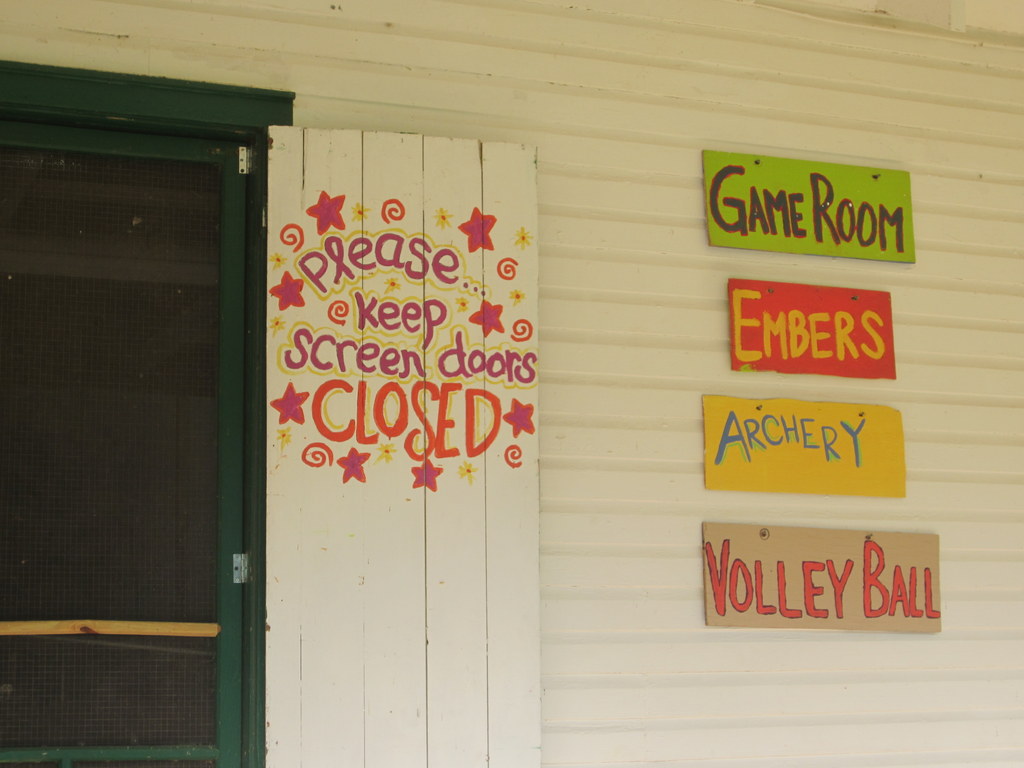 please...
keep
screen doors
CLOSED
GAME ROOM
EMBERS
ARCHERY
VOLLEY BALL